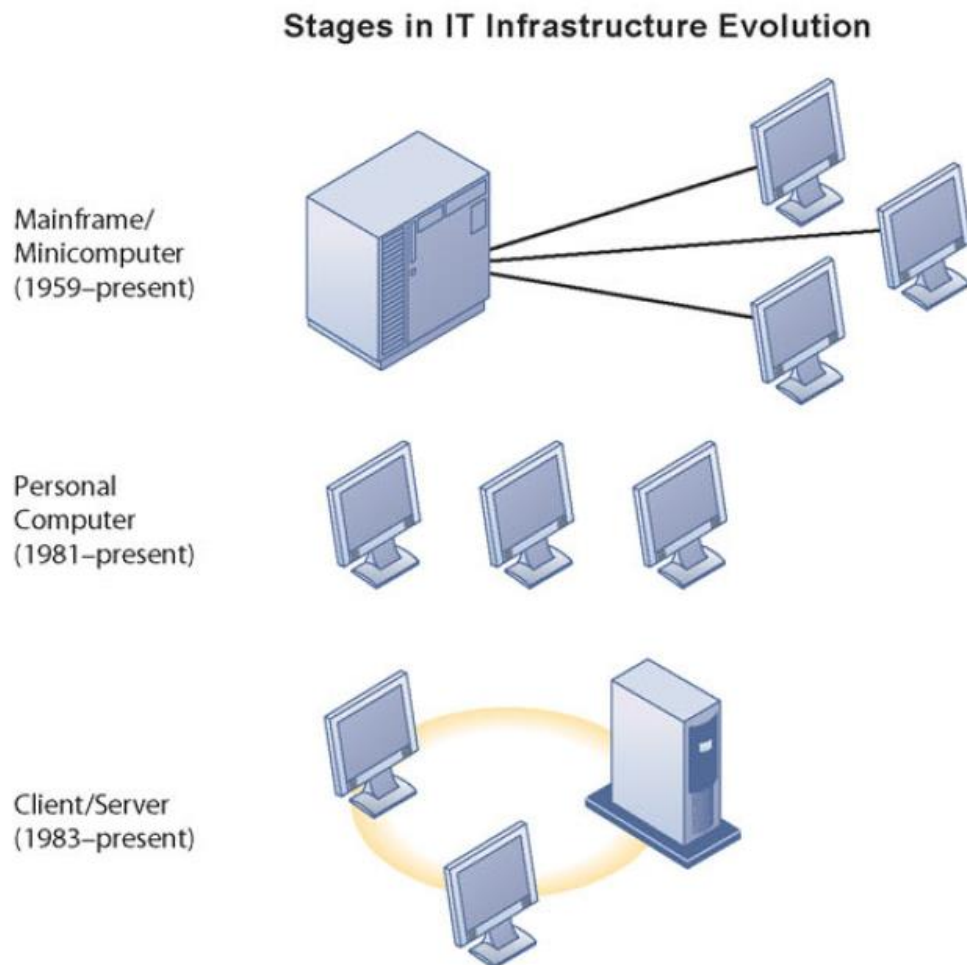 Stages in IT Infrastructure Evolution
Mainframe/
Minicomputer
(1959–present)
Personal
Computer
(1981–present)
Client/Server
(1983–present)